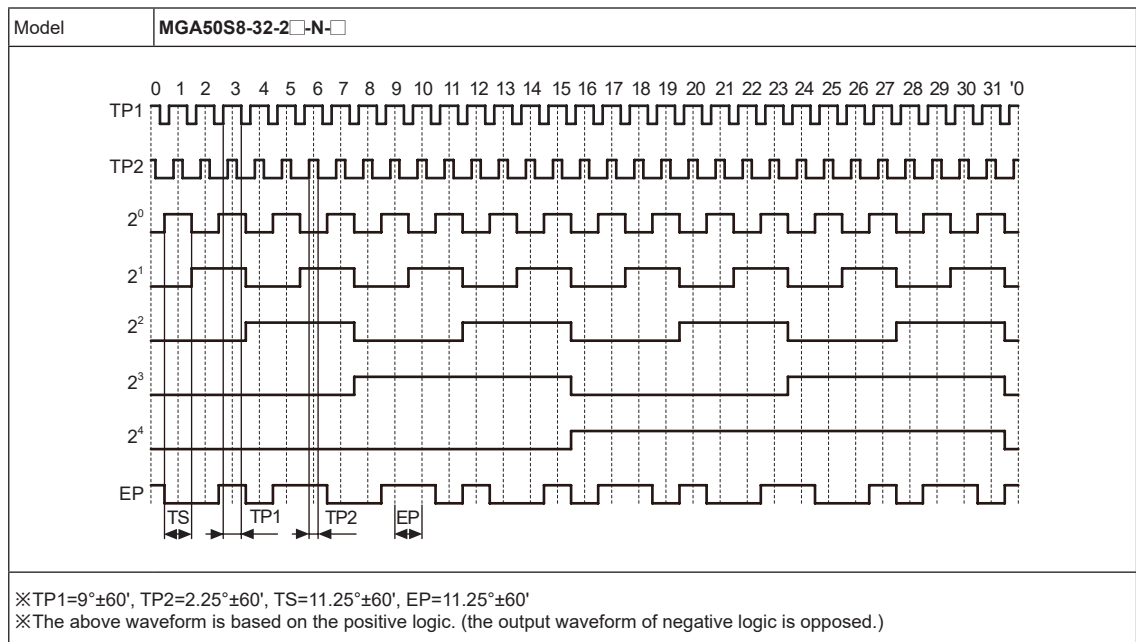 Model
MGA50S8-32-2□-N-□
0 1 2 3 4 5 6 7 8 9 10 11 12 13 14 15 16 17 18 19 20 21 22 23 24 25 26 27 28 29 30 31 '0
TP1
TP2
2⁰
2¹
2²
2³
2⁴
EP
TS TP1 TP2 EP
※TP1=9°±60', TP2=2.25°±60', TS=11.25°±60', EP=11.25°±60'
※The above waveform is based on the positive logic. (the output waveform of negative logic is opposed.)